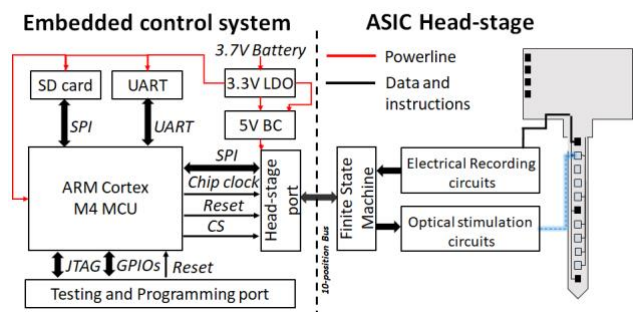 Embedded control system
ASIC Head-stage
3.7V Battery
Powerline
Data and
instructions
SD card
UART
3.3V LDO
5V BC
SPI
UART
ARM Cortex
M4 MCU
SPI
Chip clock
Reset
CS
Head-stage
port
10-position Bus
Finite State
Machine
Electrical Recording
circuits
Optical stimulation
circuits
JTAG
GPIOs
Reset
Testing and Programming port